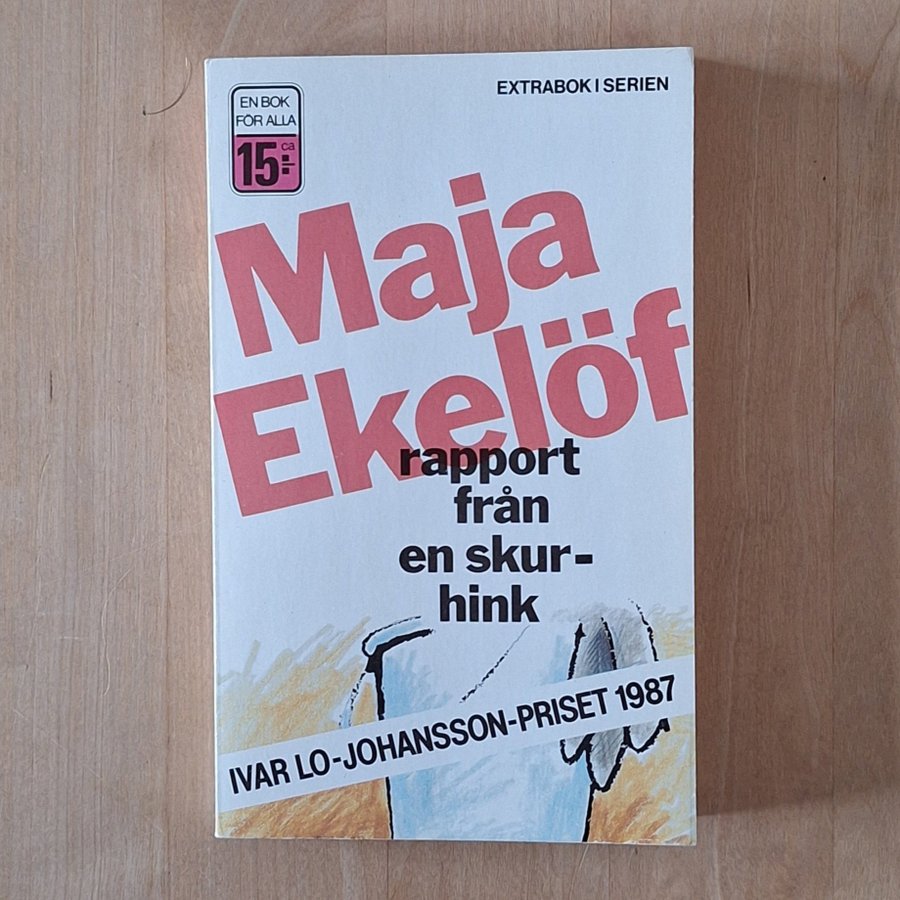 EN BOK
FÖR ALLA
ca
15:-
EXTRABOK I SERIEN
Maja
Ekelöf
rapport
från
en skur-
hink
IVAR LO-JOHANSSON-PRISET 1987